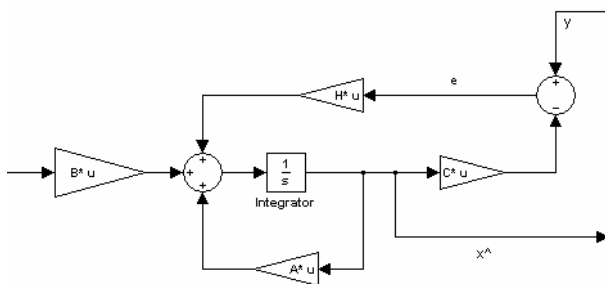 y
e
+
−
H* u
+
+
+
B* u
1
s
Integrator
C* u
A* u
x^